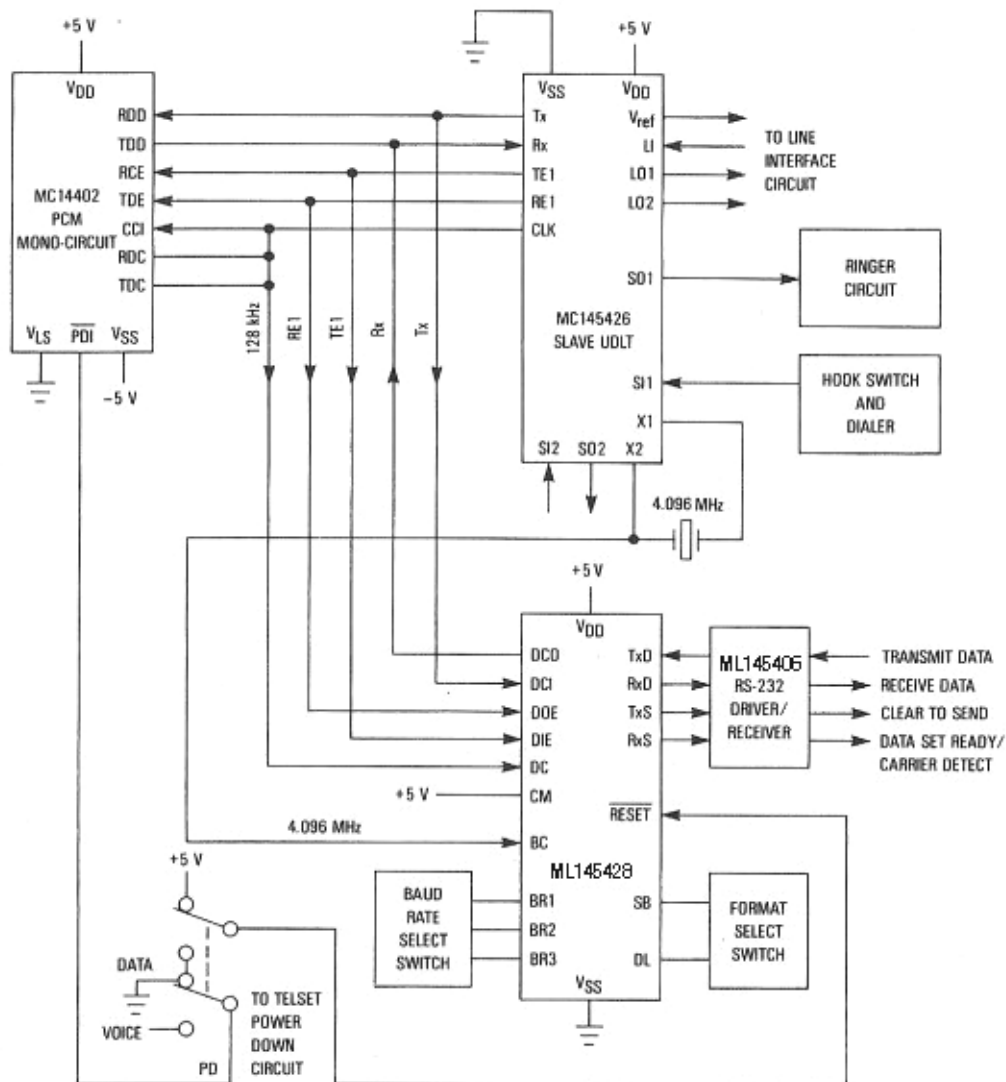 +5 V
+5 V
VDD
VSS
VDD
RDD
TDD
RCE
TDE
CCI
RDC
TDC
MC14402
PCM
MONO-CIRCUIT
VLS
PDI
VSS
-5 V
128 kHz
RE1
TE1
Rx
Tx
Tx
Rx
TE1
RE1
CLK
Vref
LI
LO1
LO2
TO LINE
INTERFACE
CIRCUIT
SO1
RINGER
CIRCUIT
MC145426
SLAVE UDLT
SI1
X1
HOOK SWITCH
AND
DIALER
SI2
SO2
X2
4.096 MHz
+5 V
VDD
DCO
DCI
DOE
DIE
DC
CM
+5 V
BC
4.096 MHz
TxD
RxD
TxS
RxS
ML145406
RS-232
DRIVER/
RECEIVER
TRANSMIT DATA
RECEIVE DATA
CLEAR TO SEND
DATA SET READY/
CARRIER DETECT
RESET
ML145428
BR1
BR2
BR3
BAUD
RATE
SELECT
SWITCH
SB
DL
FORMAT
SELECT
SWITCH
VSS
+5 V
DATA
VOICE
TO TELSET
POWER
DOWN
CIRCUIT
PD